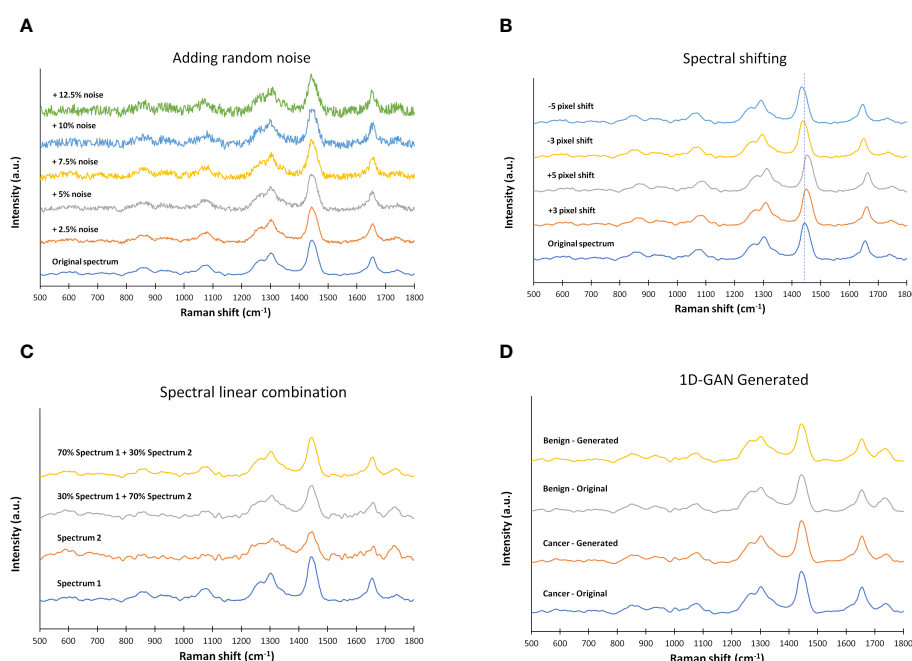 A
Adding random noise
+ 12.5% noise
+ 10% noise
+ 7.5% noise
+ 5% noise
+ 2.5% noise
Original spectrum
Intensity (a.u.)
500 600 700 800 900 1000 1100 1200 1300 1400 1500 1600 1700 1800
Raman shift (cm⁻¹)
B
Spectral shifting
-5 pixel shift
-3 pixel shift
+5 pixel shift
+3 pixel shift
Original spectrum
Intensity (a.u.)
500 600 700 800 900 1000 1100 1200 1300 1400 1500 1600 1700 1800
Raman shift (cm⁻¹)
C
Spectral linear combination
70% Spectrum 1 + 30% Spectrum 2
30% Spectrum 1 + 70% Spectrum 2
Spectrum 2
Spectrum 1
Intensity (a.u.)
500 600 700 800 900 1000 1100 1200 1300 1400 1500 1600 1700 1800
Raman shift (cm⁻¹)
D
1D-GAN Generated
Benign - Generated
Benign - Original
Cancer - Generated
Cancer - Original
Intensity (a.u.)
500 600 700 800 900 1000 1100 1200 1300 1400 1500 1600 1700 1800
Raman shift (cm⁻¹)